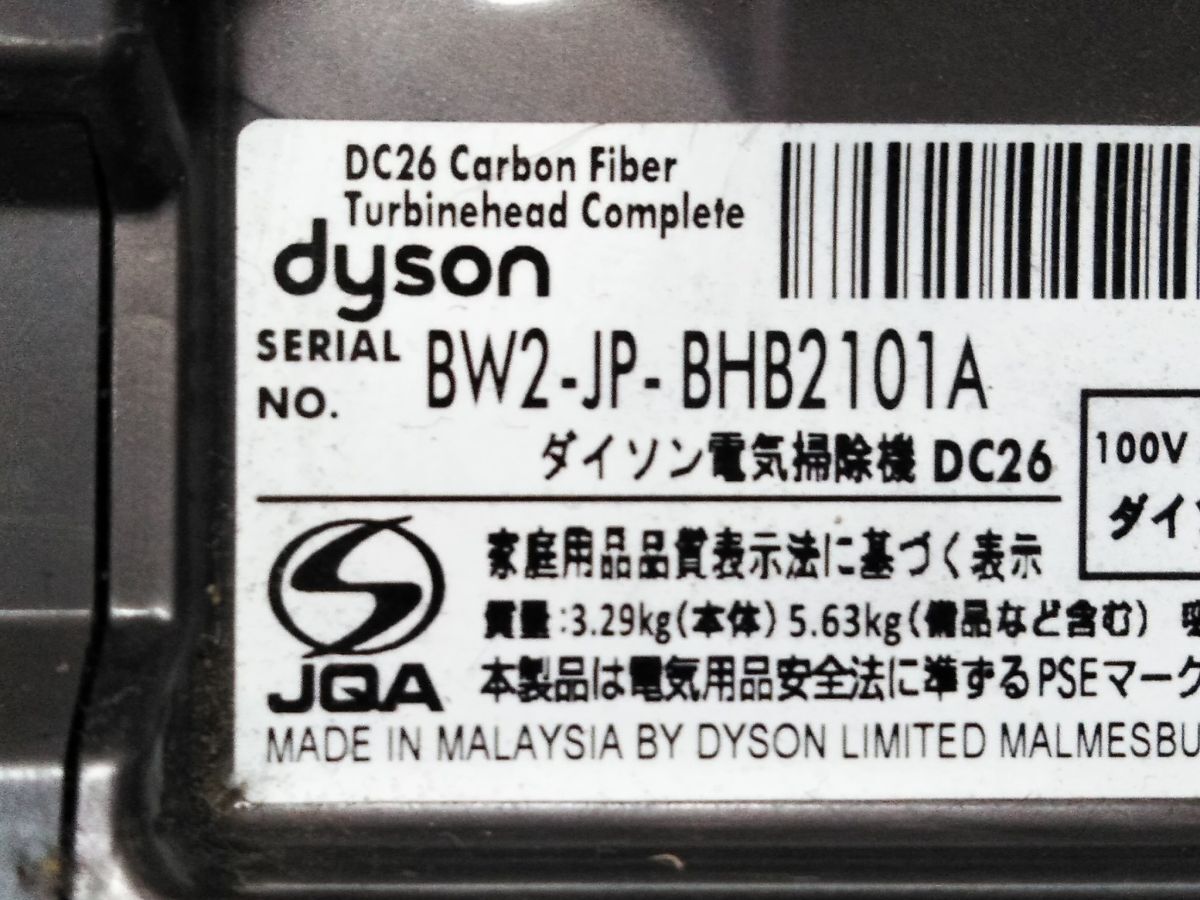 DC26 Carbon Fiber
Turbinehead Complete
dyson
SERIAL NO. BW2-JP-BHB2101A
ダイソン電気掃除機 DC26
100V
ダイ
家庭用品品質表示法に基づく表示
質量:3.29kg(本体) 5.63kg(備品など含む)
本製品は電気用品安全法に準ずるPSEマーク
JQA
MADE IN MALAYSIA BY DYSON LIMITED MALMESBU